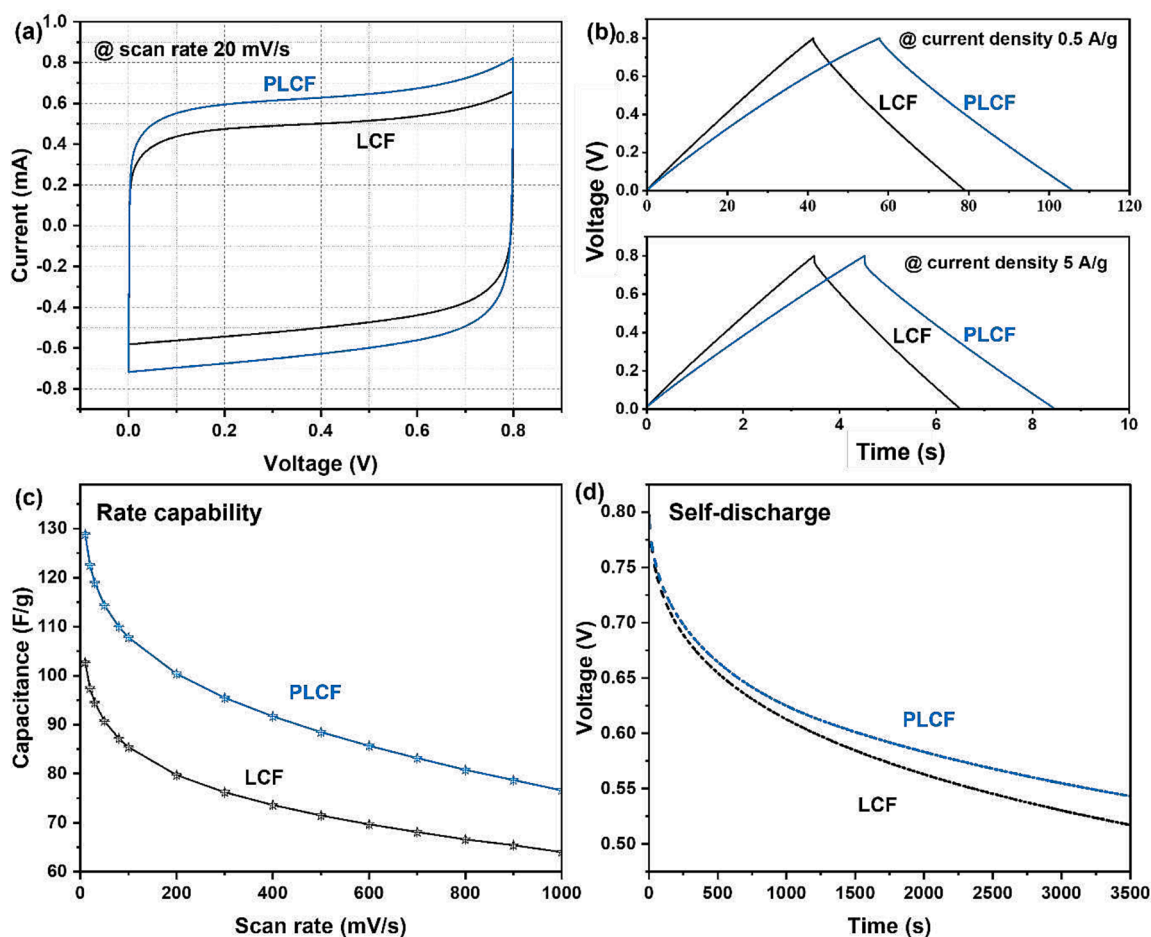 (a)
@ scan rate 20 mV/s
PLCF
LCF
1.0
0.8
0.6
0.4
0.2
0.0
-0.2
-0.4
-0.6
-0.8
Current (mA)
0.0 0.2 0.4 0.6 0.8
Voltage (V)
(b)
@ current density 0.5 A/g
LCF
PLCF
0.8
0.6
0.4
0.2
0.0
0 20 40 60 80 100 120
Voltage (V)
@ current density 5 A/g
LCF
PLCF
0.8
0.6
0.4
0.2
0.0
0 2 4 6 8 10
Time (s)
(c)
Rate capability
PLCF
LCF
130
120
110
100
90
80
70
60
Capacitance (F/g)
0 200 400 600 800 1000
Scan rate (mV/s)
(d)
Self-discharge
PLCF
LCF
0.80
0.75
0.70
0.65
0.60
0.55
0.50
Voltage (V)
0 500 1000 1500 2000 2500 3000 3500
Time (s)